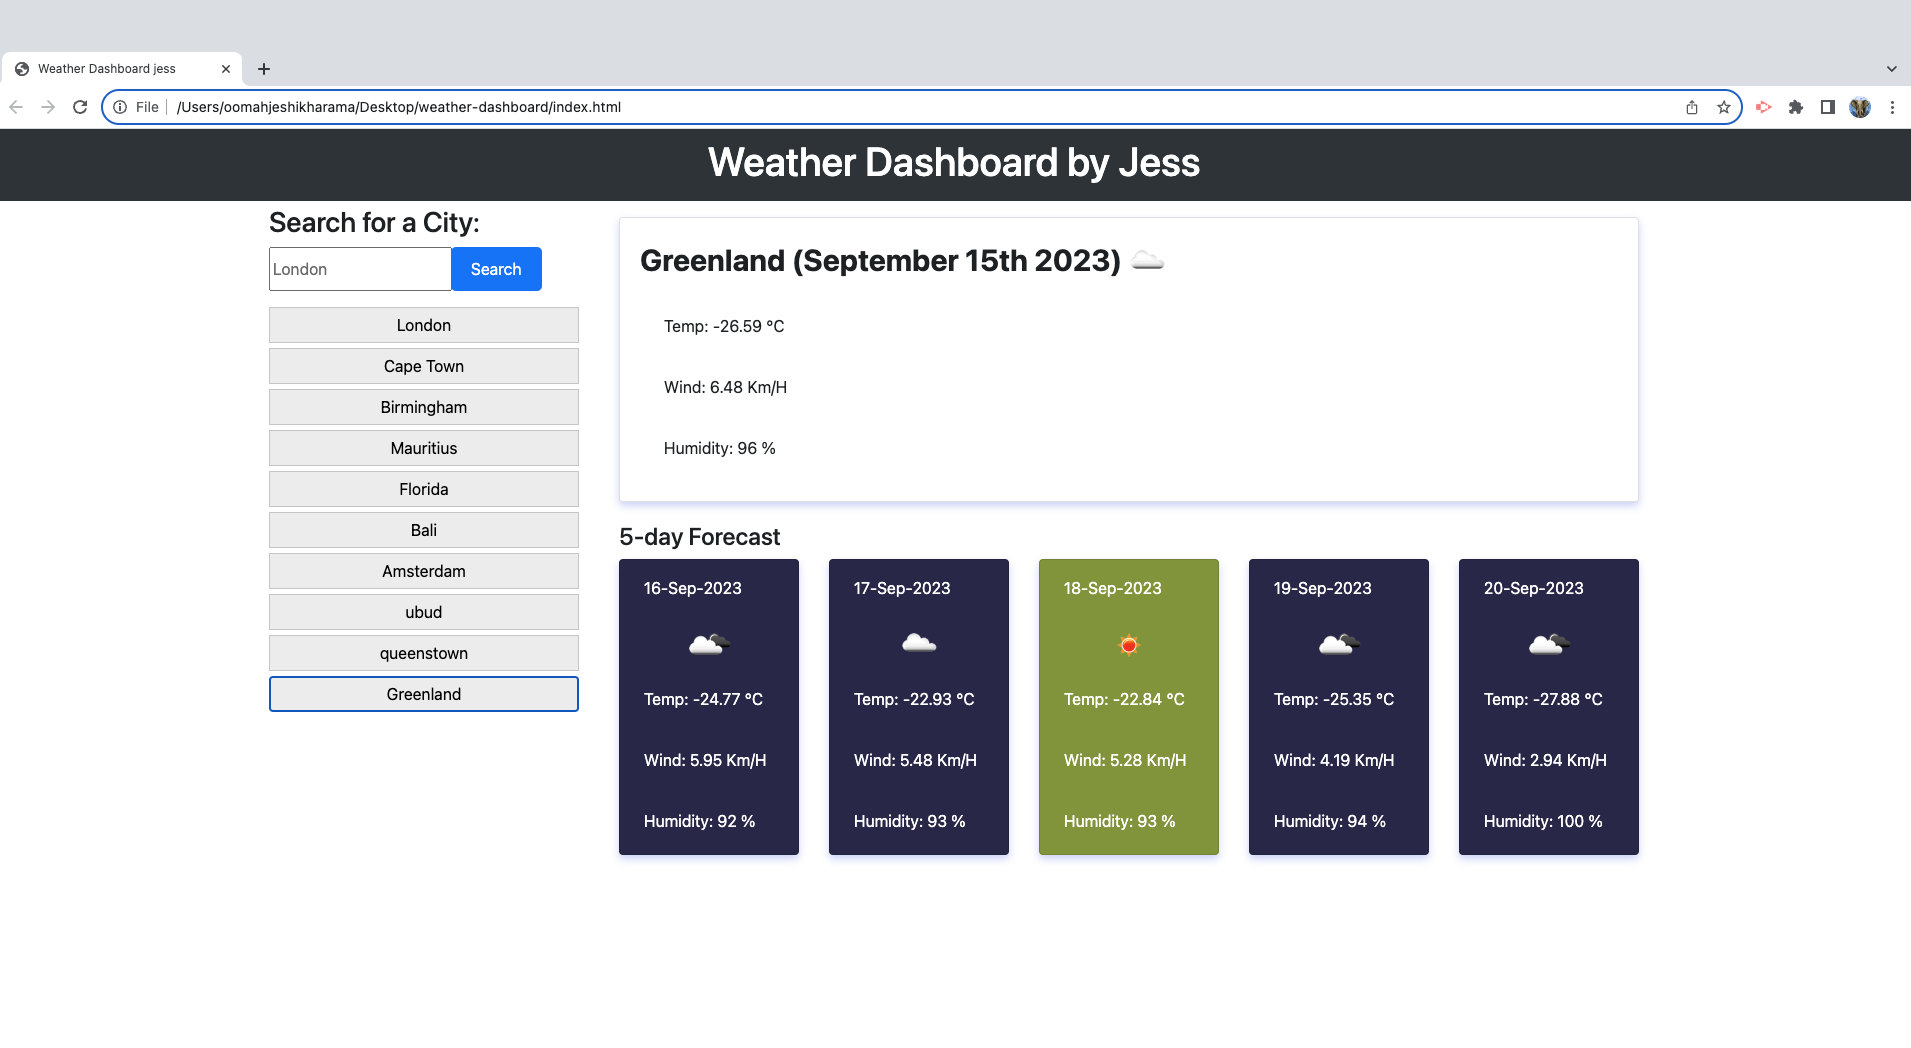 Weather Dashboard jess
File /Users/oomahjeshikharama/Desktop/weather-dashboard/index.html
Weather Dashboard by Jess
Search for a City:
London
Search
London
Cape Town
Birmingham
Mauritius
Florida
Bali
Amsterdam
ubud
queenstown
Greenland
Greenland (September 15th 2023)
Temp: -26.59 °C
Wind: 6.48 Km/H
Humidity: 96 %
5-day Forecast
16-Sep-2023
Temp: -24.77 °C
Wind: 5.95 Km/H
Humidity: 92 %
17-Sep-2023
Temp: -22.93 °C
Wind: 5.48 Km/H
Humidity: 93 %
18-Sep-2023
Temp: -22.84 °C
Wind: 5.28 Km/H
Humidity: 93 %
19-Sep-2023
Temp: -25.35 °C
Wind: 4.19 Km/H
Humidity: 94 %
20-Sep-2023
Temp: -27.88 °C
Wind: 2.94 Km/H
Humidity: 100 %